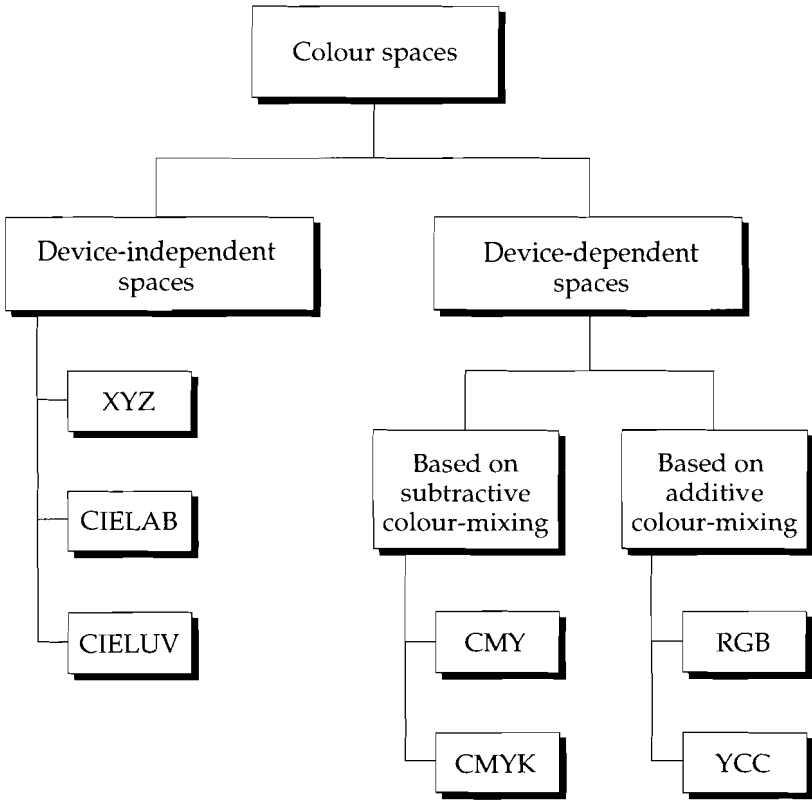 Colour spaces
Device-independent
spaces
Device-dependent
spaces
XYZ
CIELAB
CIELUV
Based on
subtractive
colour-mixing
Based on
additive
colour-mixing
CMY
CMYK
RGB
YCC